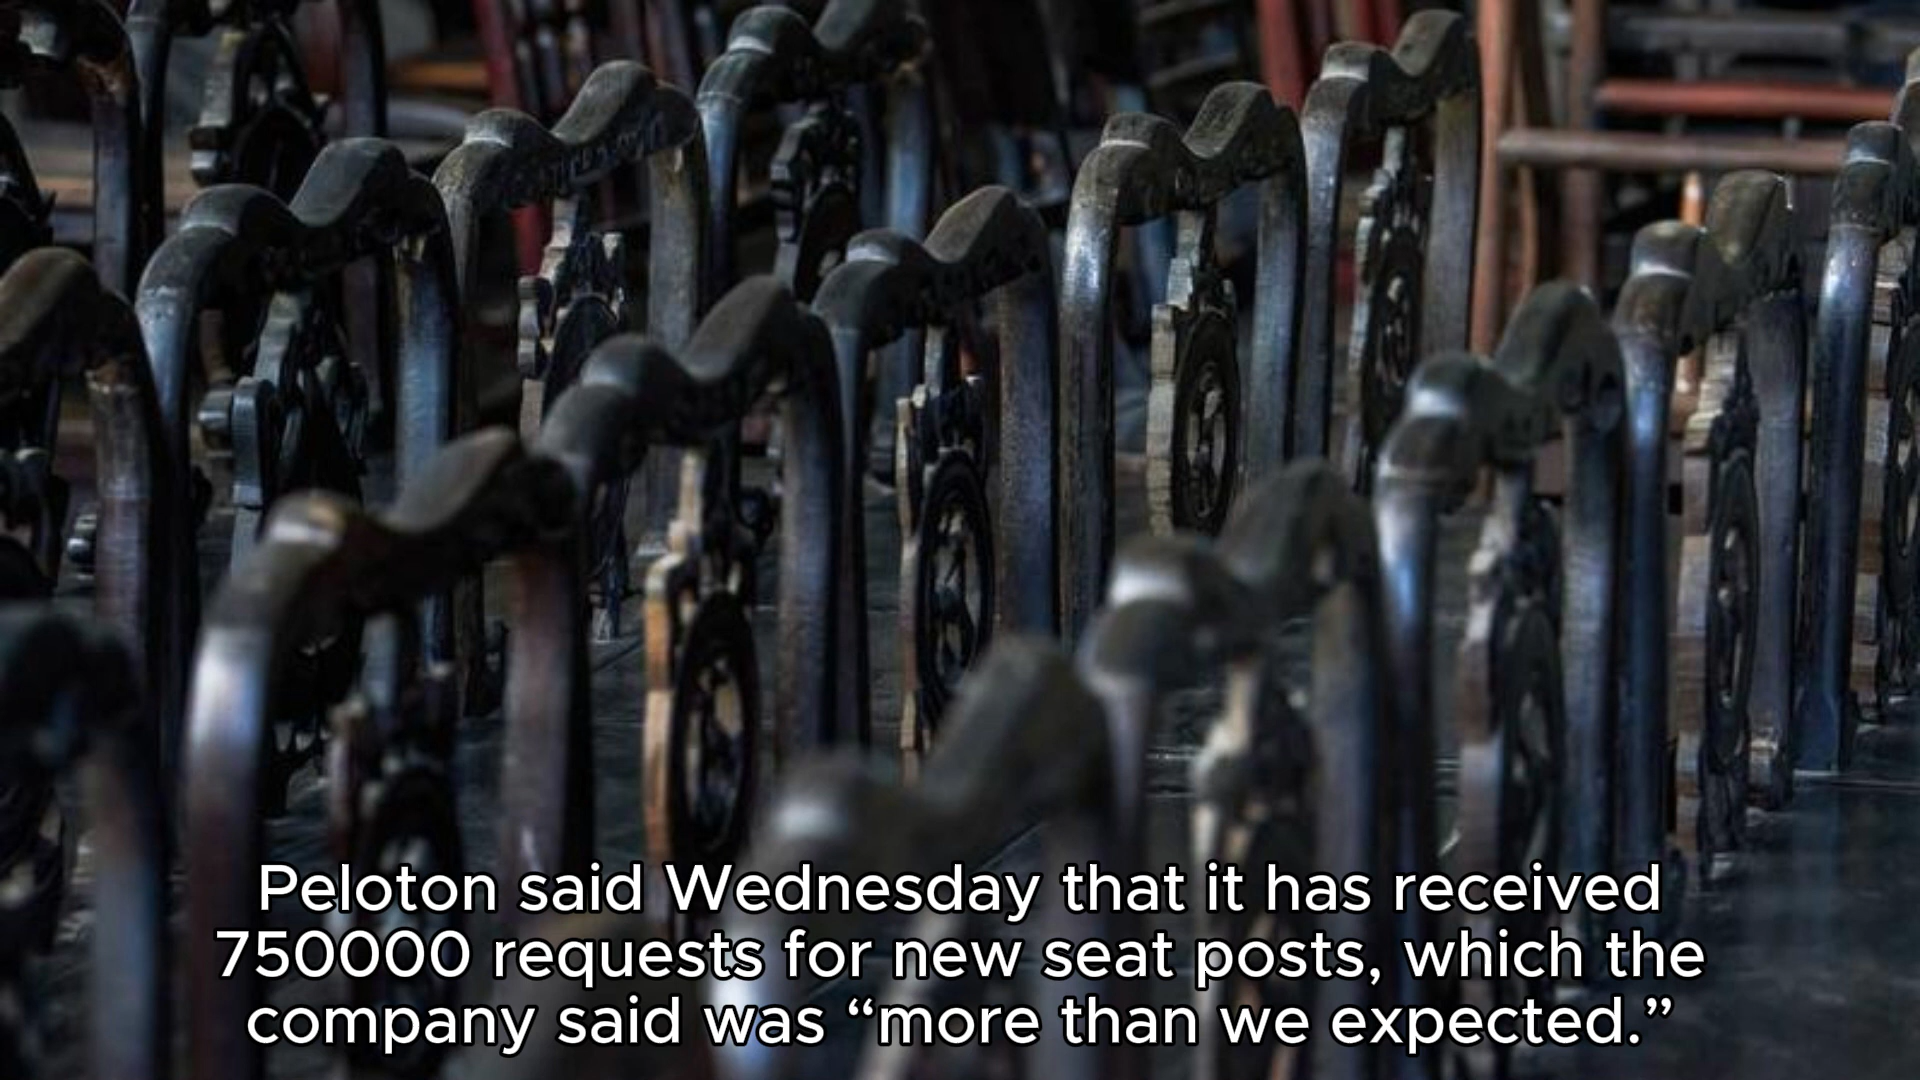 Peloton said Wednesday that it has received
750000 requests for new seat posts, which the
company said was “more than we expected.”